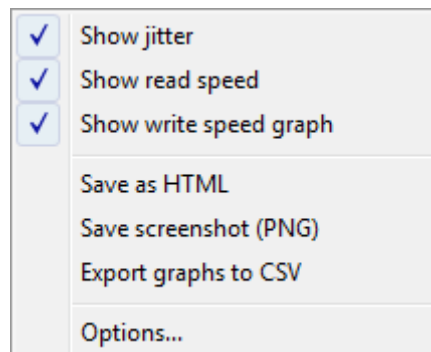 Show jitter
Show read speed
Show write speed graph
Save as HTML
Save screenshot (PNG)
Export graphs to CSV
Options...